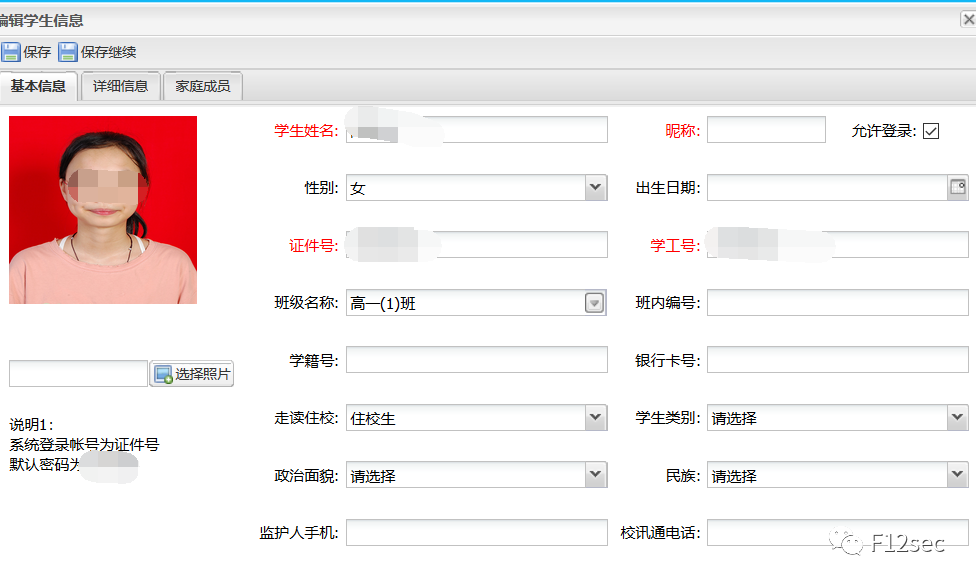 编辑学生信息
保存 保存继续
基本信息 详细信息 家庭成员
学生姓名: 昵称: 允许登录:
性别: 女 出生日期:
证件号: 学工号:
班级名称: 高一(1)班 班内编号:
学籍号: 银行卡号:
选择照片
走读住校: 住校生 学生类别: 请选择
说明1:
系统登录帐号为证件号
默认密码为
政治面貌: 请选择 民族: 请选择
监护人手机: 校讯通电话:
F12sec